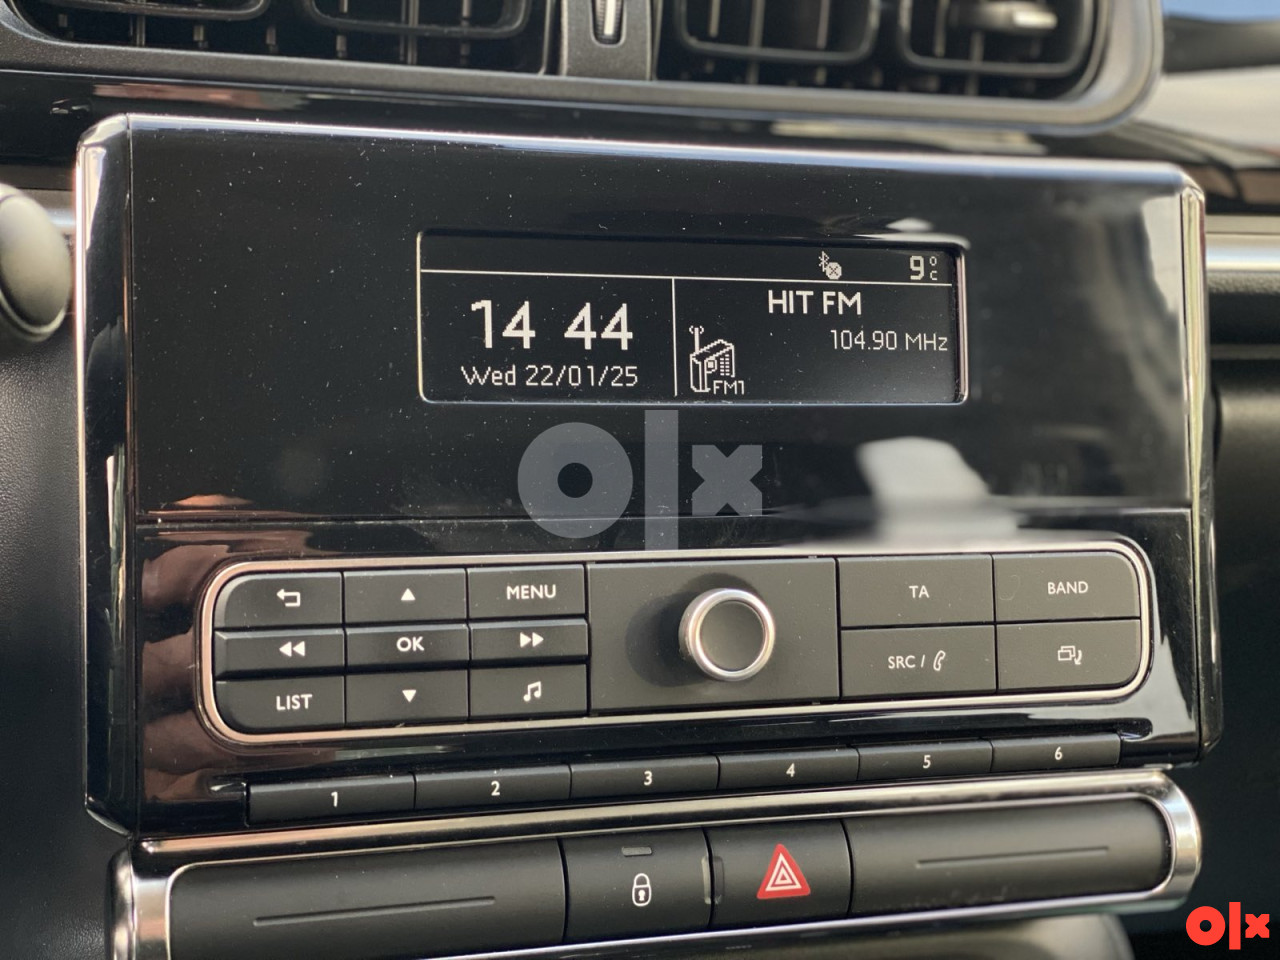 9°C
14 44
Wed 22/01/25
HIT FM
104.90 MHz
FM1
olx
MENU
OK
LIST
TA
BAND
SRC /
1 2 3 4 5 6
olx